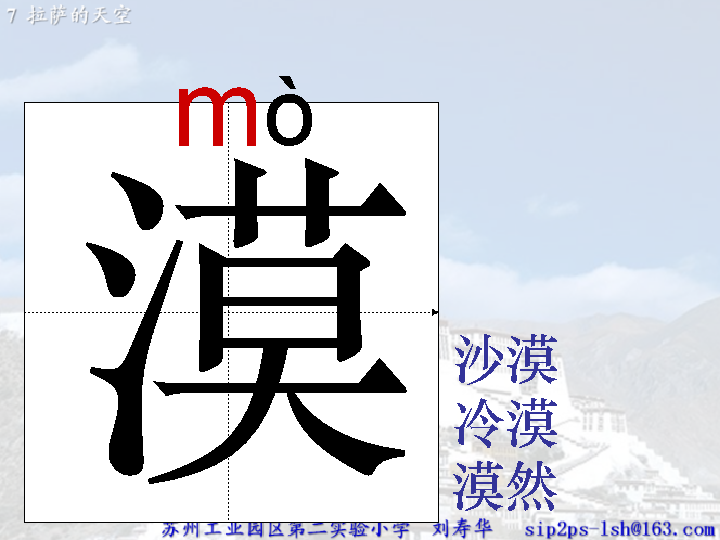 7 拉萨的天空
mò
漠
沙漠
冷漠
漠然
苏州工业园区第二实验小学 刘寿华 sip2ps-lsh@163.com